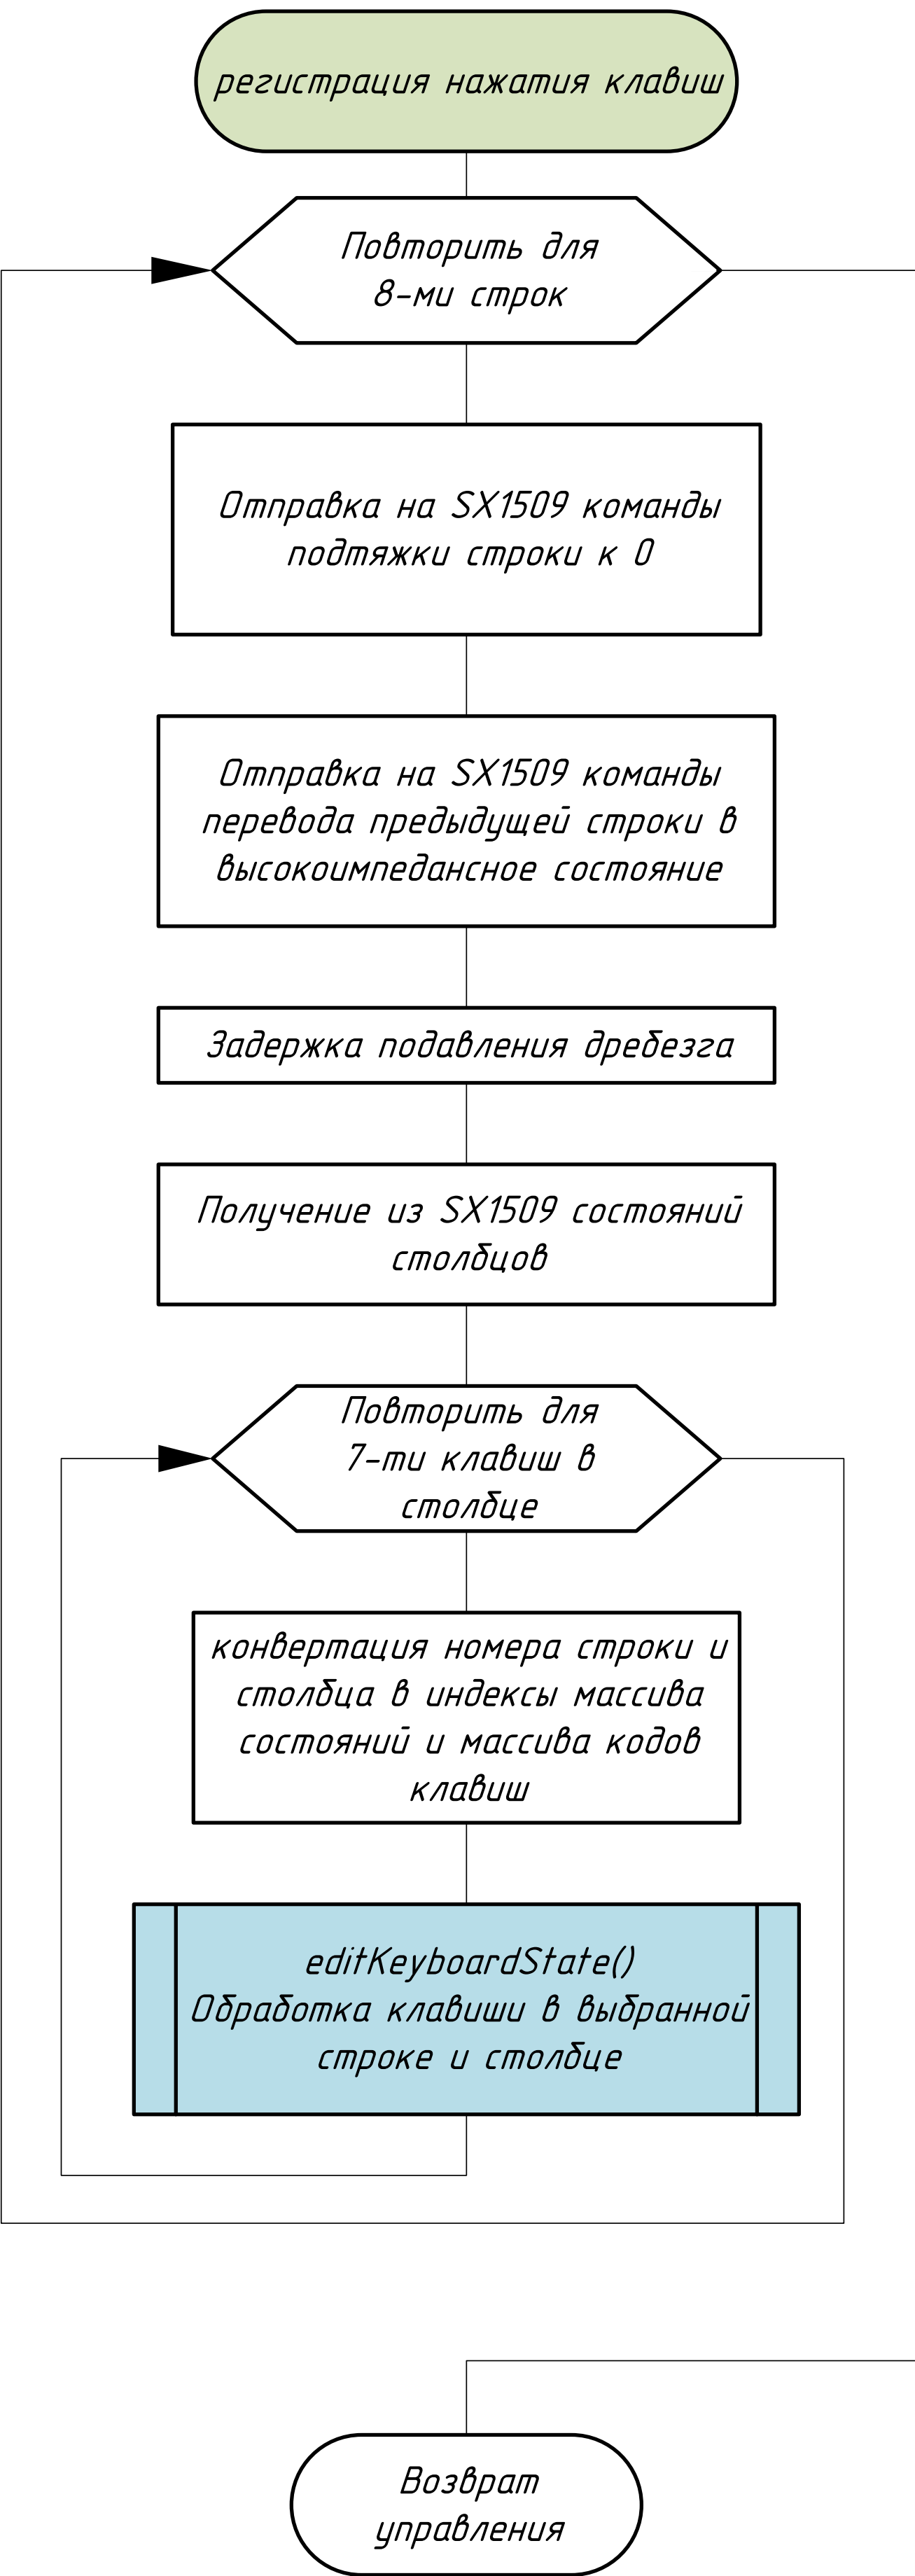 регистрация нажатия клавиш
Повторить для
8-ми строк
Отправка на SX1509 команды
подтяжки строки к 0
Отправка на SX1509 команды
перевода предыдущей строки в
высокоимпедансное состояние
Задержка подавления дребезга
Получение из SX1509 состояний
столбцов
Повторить для
7-ти клавиш в
столбце
конвертация номера строки и
столбца в индексы массива
состояний и массива кодов
клавиш
editKeyboardState()
Обработка клавиши в выбранной
строке и столбце
Возврат
управления